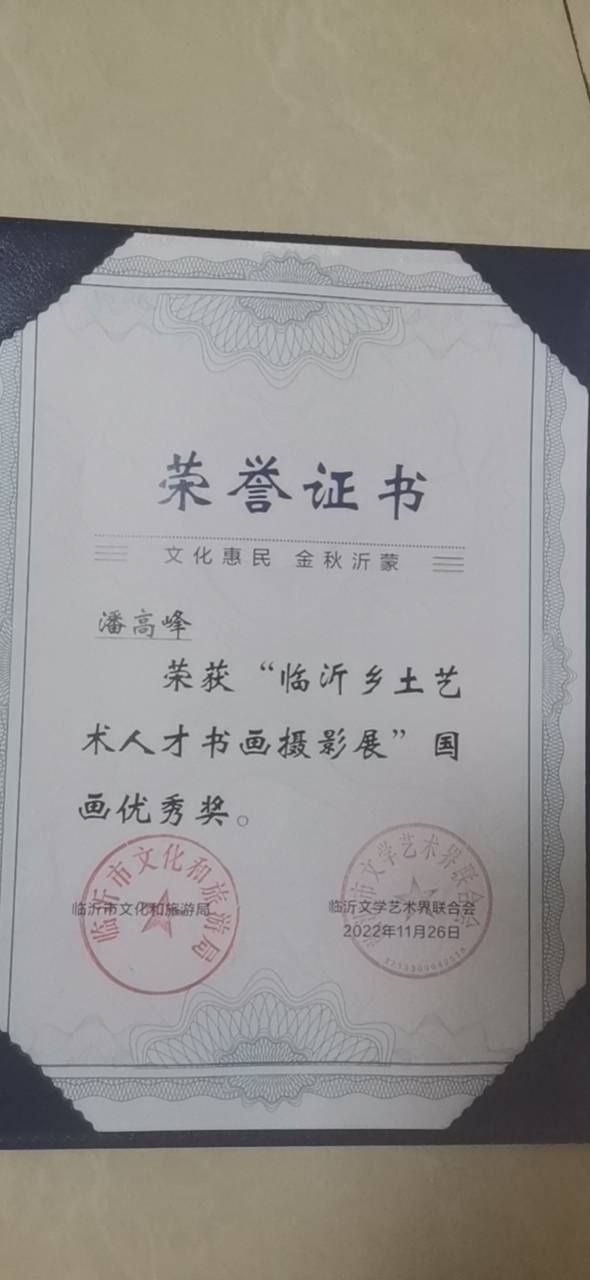 荣誉证书
文化惠民 金秋沂蒙
潘高峰
荣获“临沂乡土艺
术人才书画摄影展”国
画优秀奖。
临沂市文化和旅游局
临沂市文化和旅游局
市文学艺术界联合会
临沂文学艺术界联合会
2022年11月26日